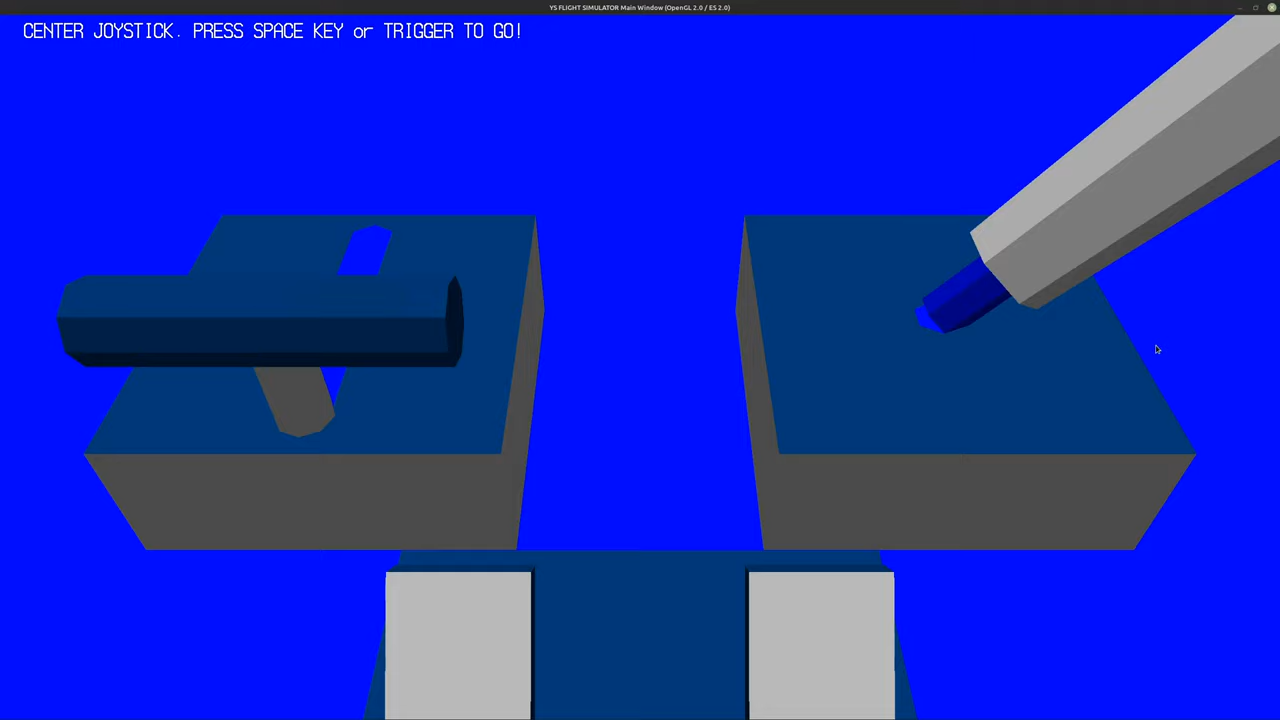 YS FLIGHT SIMULATOR Main Window (OpenGL 2.0 / ES 2.0)
CENTER JOYSTICK. PRESS SPACE KEY or TRIGGER TO GO!